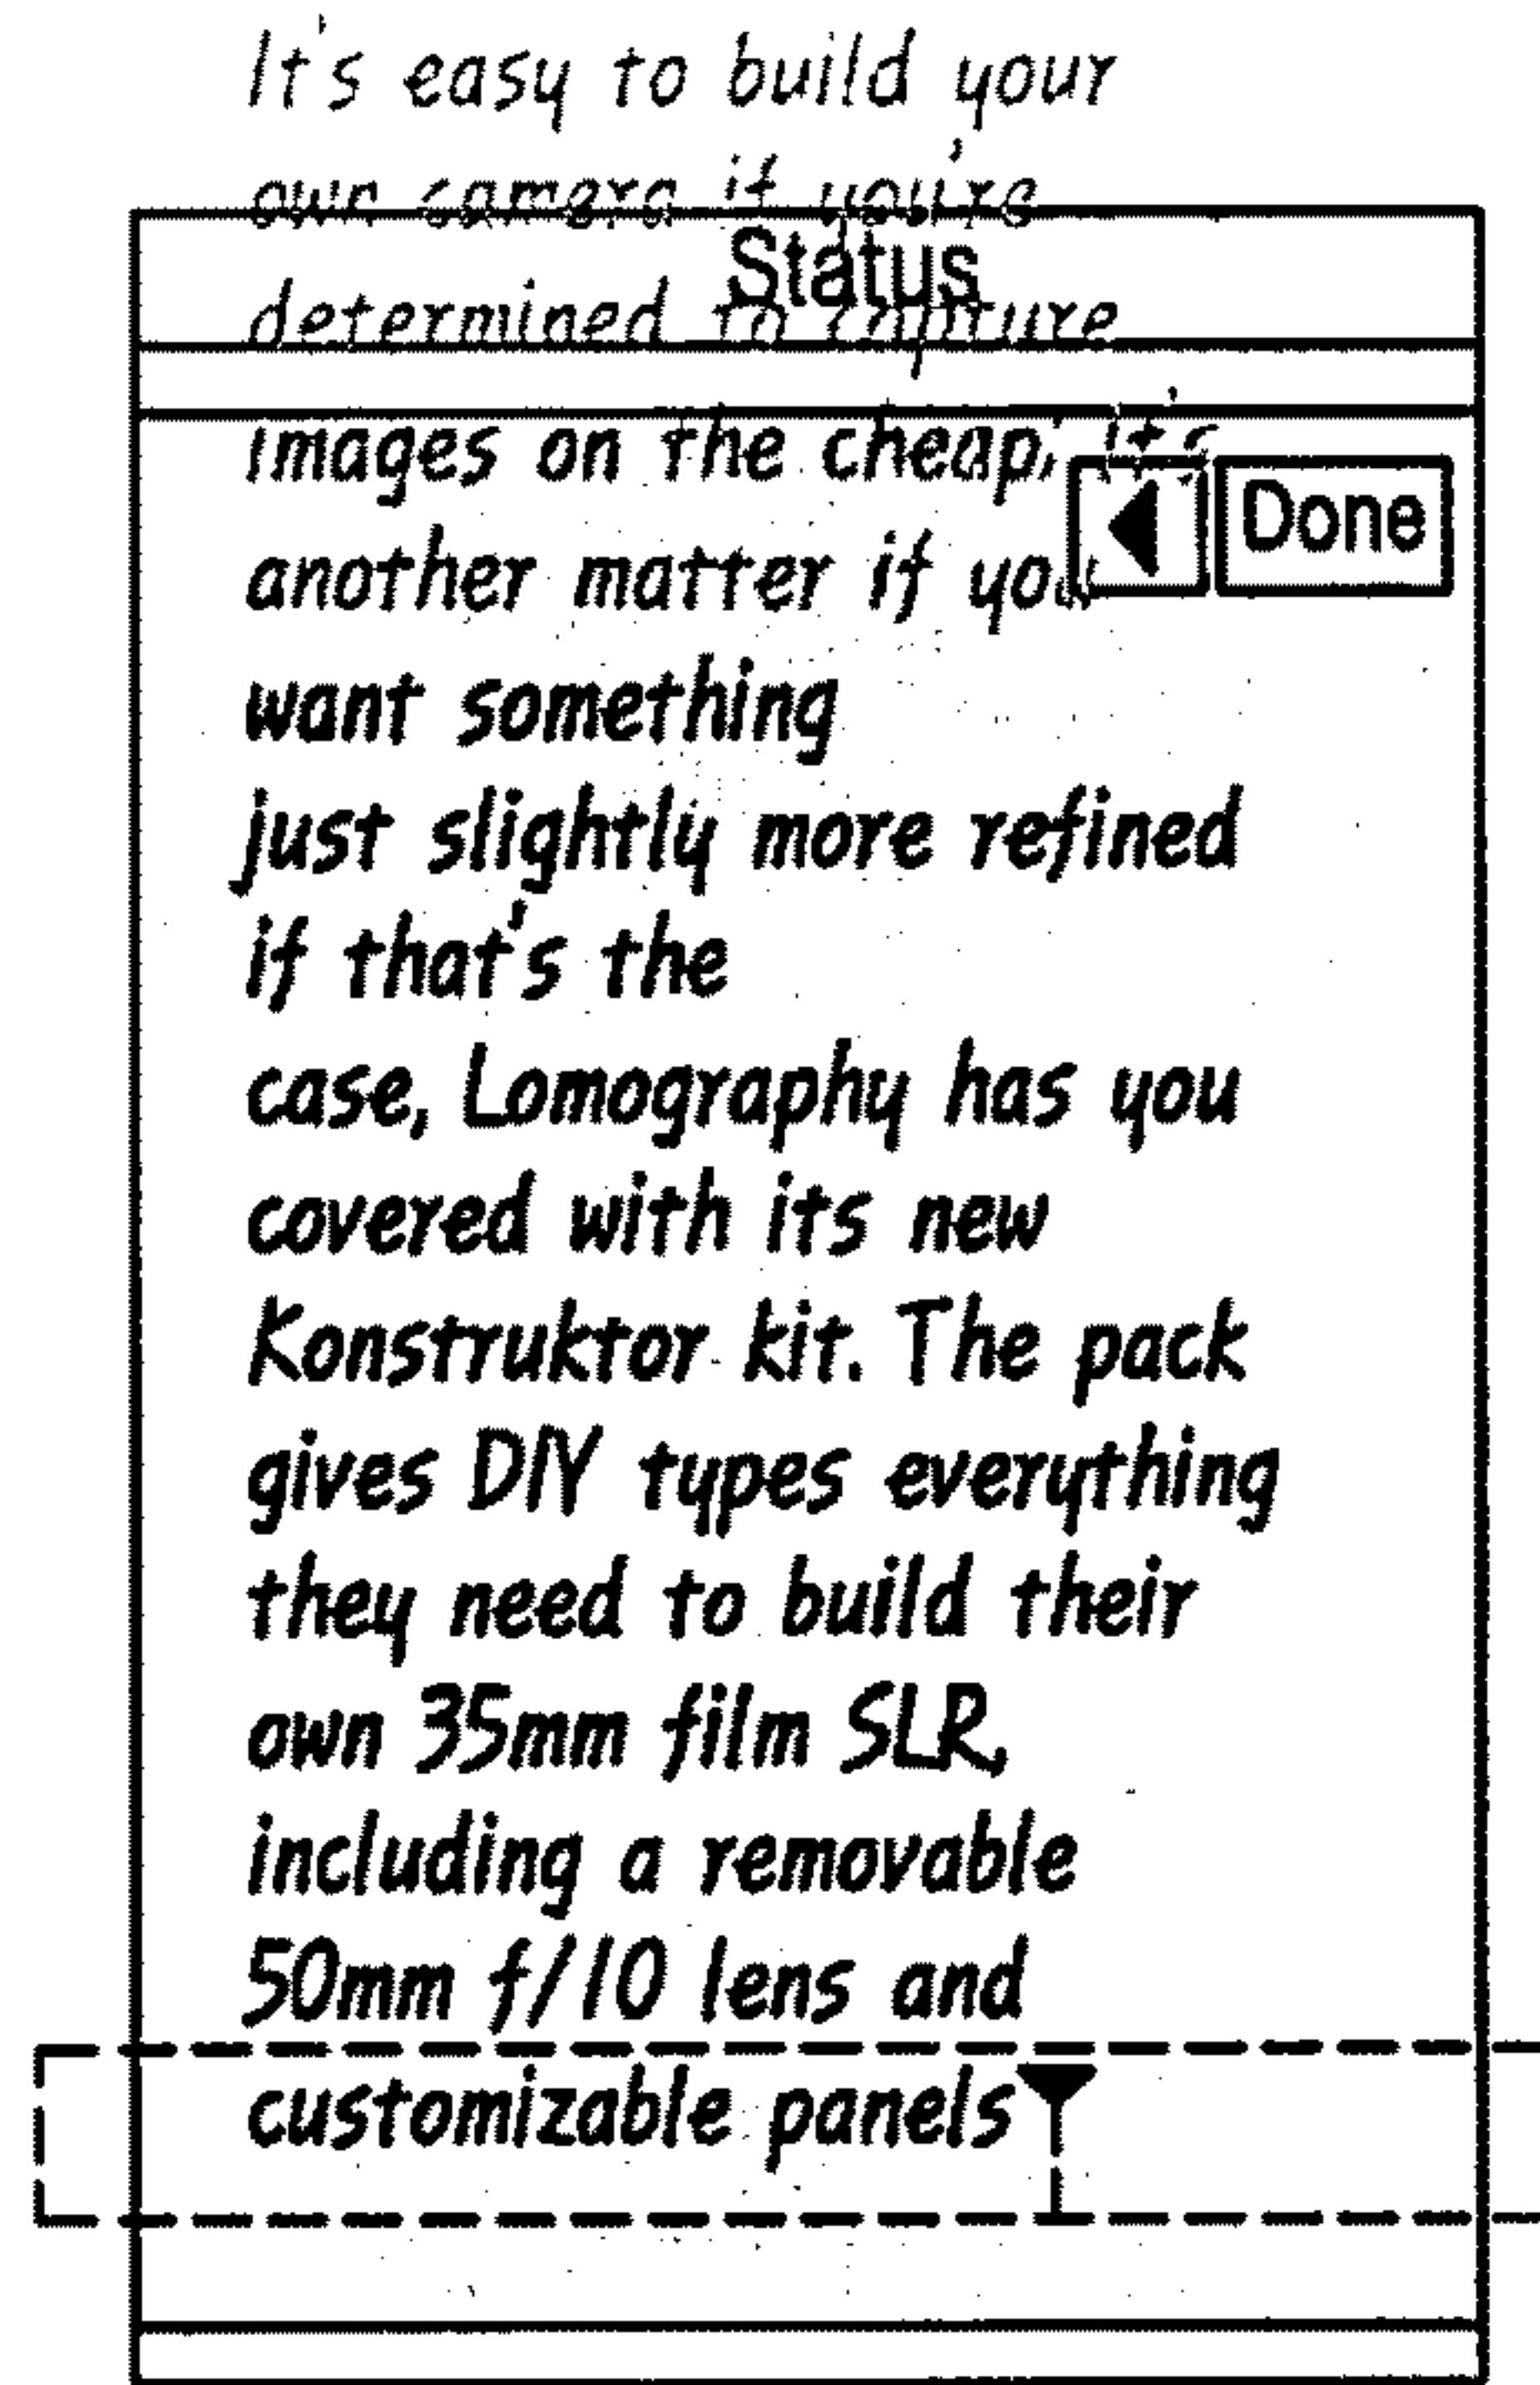 It's easy to build your
own camera if you're
Status
determined to capture
images on the cheap, it's
Done
another matter if you
want something
just slightly more refined
if that's the
case, Lomography has you
covered with its new
Konstruktor kit. The pack
gives DIY types everything
they need to build their
own 35mm film SLR,
including a removable
50mm f/10 lens and
customizable panels